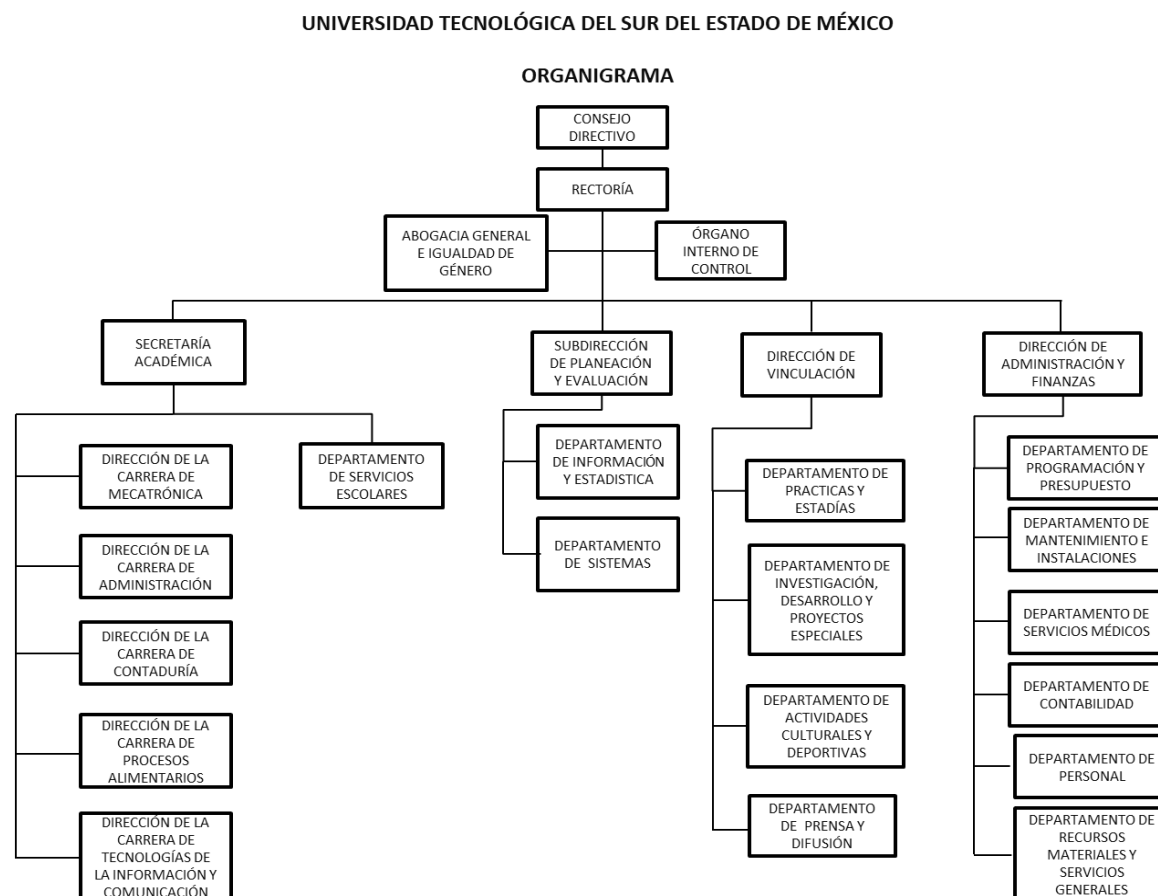 UNIVERSIDAD TECNOLÓGICA DEL SUR DEL ESTADO DE MÉXICO
ORGANIGRAMA
CONSEJO
DIRECTIVO
RECTORÍA
ABOGACIA GENERAL
E IGUALDAD DE
GÉNERO
ÓRGANO
INTERNO DE
CONTROL
SECRETARÍA
ACADÉMICA
SUBDIRECCIÓN
DE PLANEACIÓN
Y EVALUACIÓN
DIRECCIÓN DE
VINCULACIÓN
DIRECCIÓN DE
ADMINISTRACIÓN Y
FINANZAS
DIRECCIÓN DE LA
CARRERA DE
MECATRÓNICA
DIRECCIÓN DE LA
CARRERA DE
ADMINISTRACIÓN
DIRECCIÓN DE LA
CARRERA DE
CONTADURÍA
DIRECCIÓN DE LA
CARRERA DE
PROCESOS
ALIMENTARIOS
DIRECCIÓN DE LA
CARRERA DE
TECNOLOGÍAS DE
LA INFORMACIÓN Y
COMUNICACIÓN
DEPARTAMENTO
DE SERVICIOS
ESCOLARES
DEPARTAMENTO
DE INFORMACIÓN
Y ESTADISTICA
DEPARTAMENTO
DE SISTEMAS
DEPARTAMENTO DE
PRACTICAS Y
ESTADÍAS
DEPARTAMENTO DE
INVESTIGACIÓN,
DESARROLLO Y
PROYECTOS
ESPECIALES
DEPARTAMENTO DE
ACTIVIDADES
CULTURALES Y
DEPORTIVAS
DEPARTAMENTO
DE PRENSA Y
DIFUSIÓN
DEPARTAMENTO DE
PROGRAMACIÓN Y
PRESUPUESTO
DEPARTAMENTO DE
MANTENIMIENTO E
INSTALACIONES
DEPARTAMENTO DE
SERVICIOS MÉDICOS
DEPARTAMENTO DE
CONTABILIDAD
DEPARTAMENTO DE
PERSONAL
DEPARTAMENTO DE
RECURSOS
MATERIALES Y
SERVICIOS
GENERALES